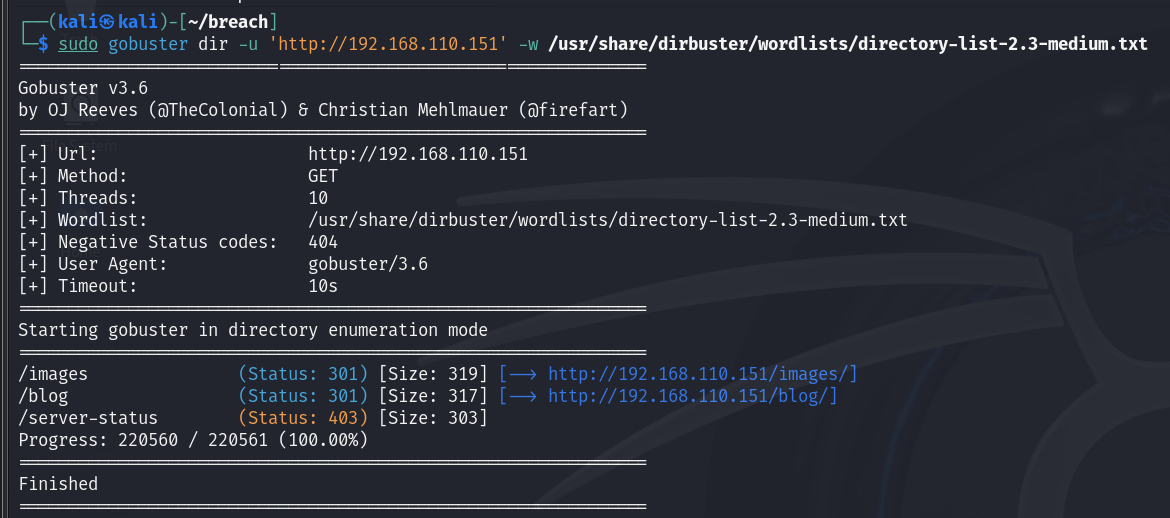 ┌──(kali㉿kali)-[~/breach]
└─$ sudo gobuster dir -u 'http://192.168.110.151' -w /usr/share/dirbuster/wordlists/directory-list-2.3-medium.txt
===============================================================
Gobuster v3.6
by OJ Reeves (@TheColonial) & Christian Mehlmauer (@firefart)
===============================================================
[+] Url:                     http://192.168.110.151
[+] Method:                  GET
[+] Threads:                 10
[+] Wordlist:                /usr/share/dirbuster/wordlists/directory-list-2.3-medium.txt
[+] Negative Status codes:   404
[+] User Agent:              gobuster/3.6
[+] Timeout:                 10s
===============================================================
Starting gobuster in directory enumeration mode
===============================================================
/images               (Status: 301) [Size: 319] [--> http://192.168.110.151/images/]
/blog                 (Status: 301) [Size: 317] [--> http://192.168.110.151/blog/]
/server-status        (Status: 403) [Size: 303]
Progress: 220560 / 220561 (100.00%)
===============================================================
Finished
===============================================================